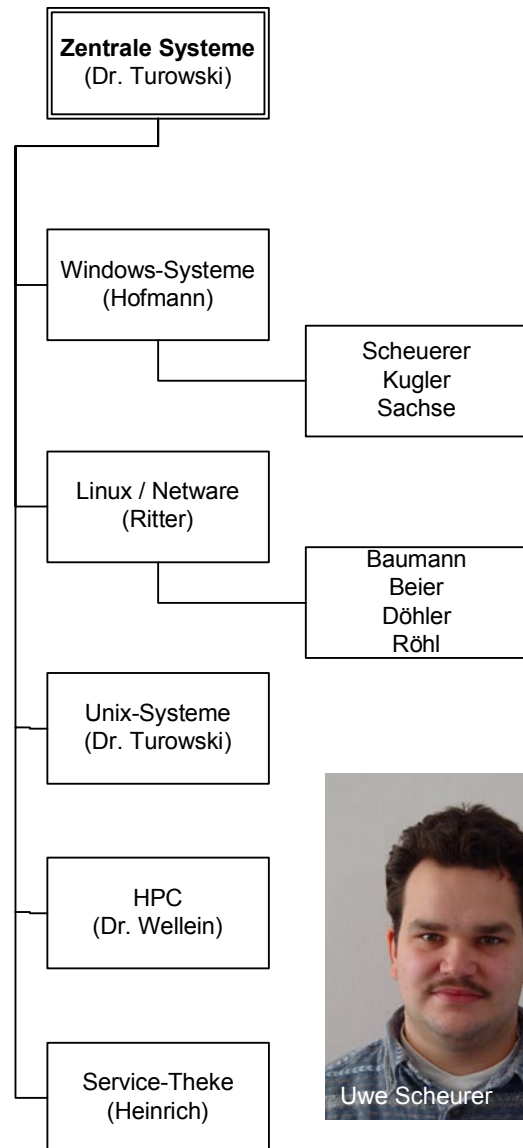 Zentrale Systeme
(Dr. Turowski)
Windows-Systeme
(Hofmann)
Scheuerer
Kugler
Sachse
Linux / Netware
(Ritter)
Baumann
Beier
Döhler
Röhl
Unix-Systeme
(Dr. Turowski)
HPC
(Dr. Wellein)
Uwe Scheurer
Service-Theke
(Heinrich)